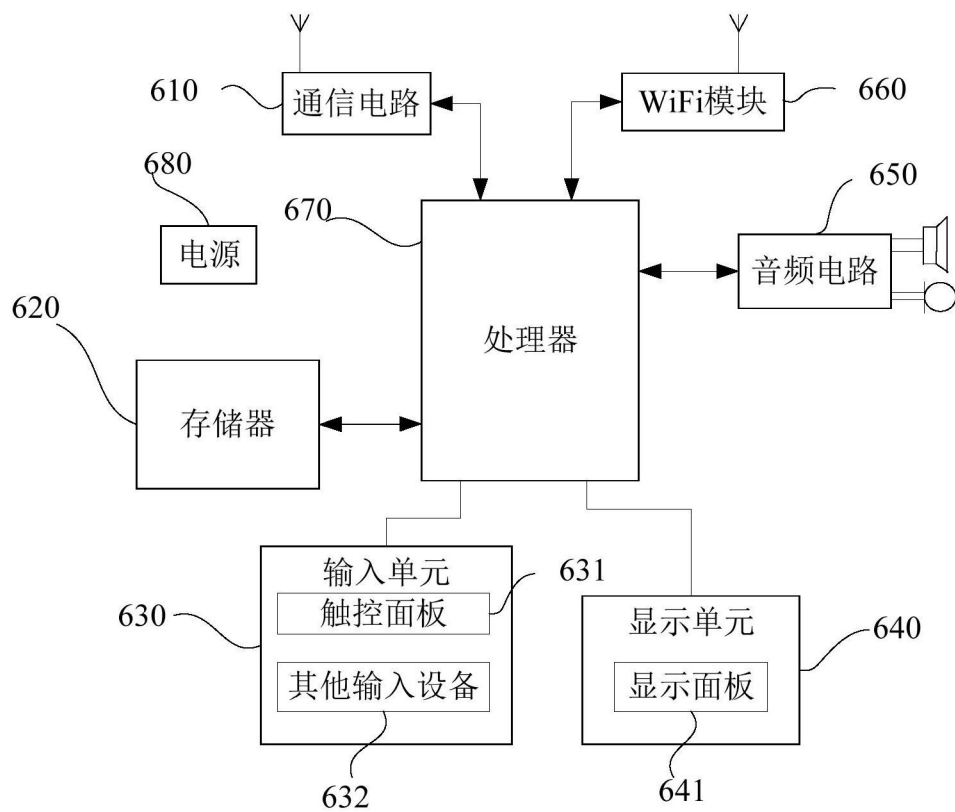 610
通信电路
WiFi模块
660
680
电源
670
650
音频电路
620
处理器
存储器
输入单元
631
触控面板
630
其他输入设备
632
显示单元
640
显示面板
641